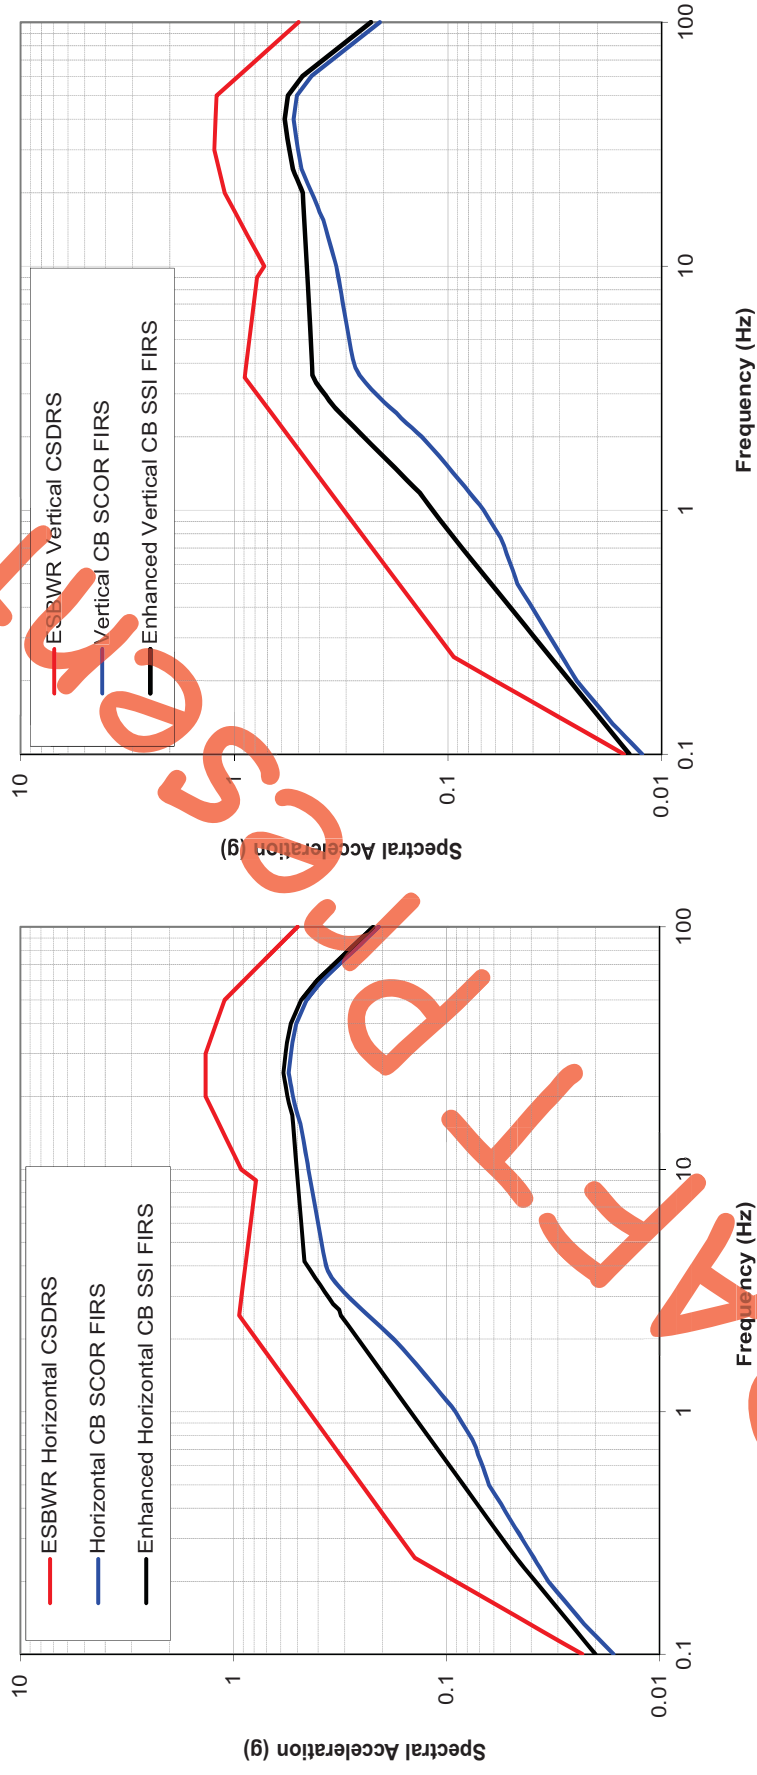 10
1
0.1
0.01
0.1
1
10
100
Spectral Acceleration (g)
Frequency (Hz)
ESBWR Horizontal CSDRS
Horizontal CB SCOR FIRS
Enhanced Horizontal CB SSI FIRS
10
1
0.1
0.01
0.1
1
10
100
Spectral Acceleration (g)
Frequency (Hz)
ESBWR Vertical CSDRS
Vertical CB SCOR FIRS
Enhanced Vertical CB SSI FIRS
AFT Presen